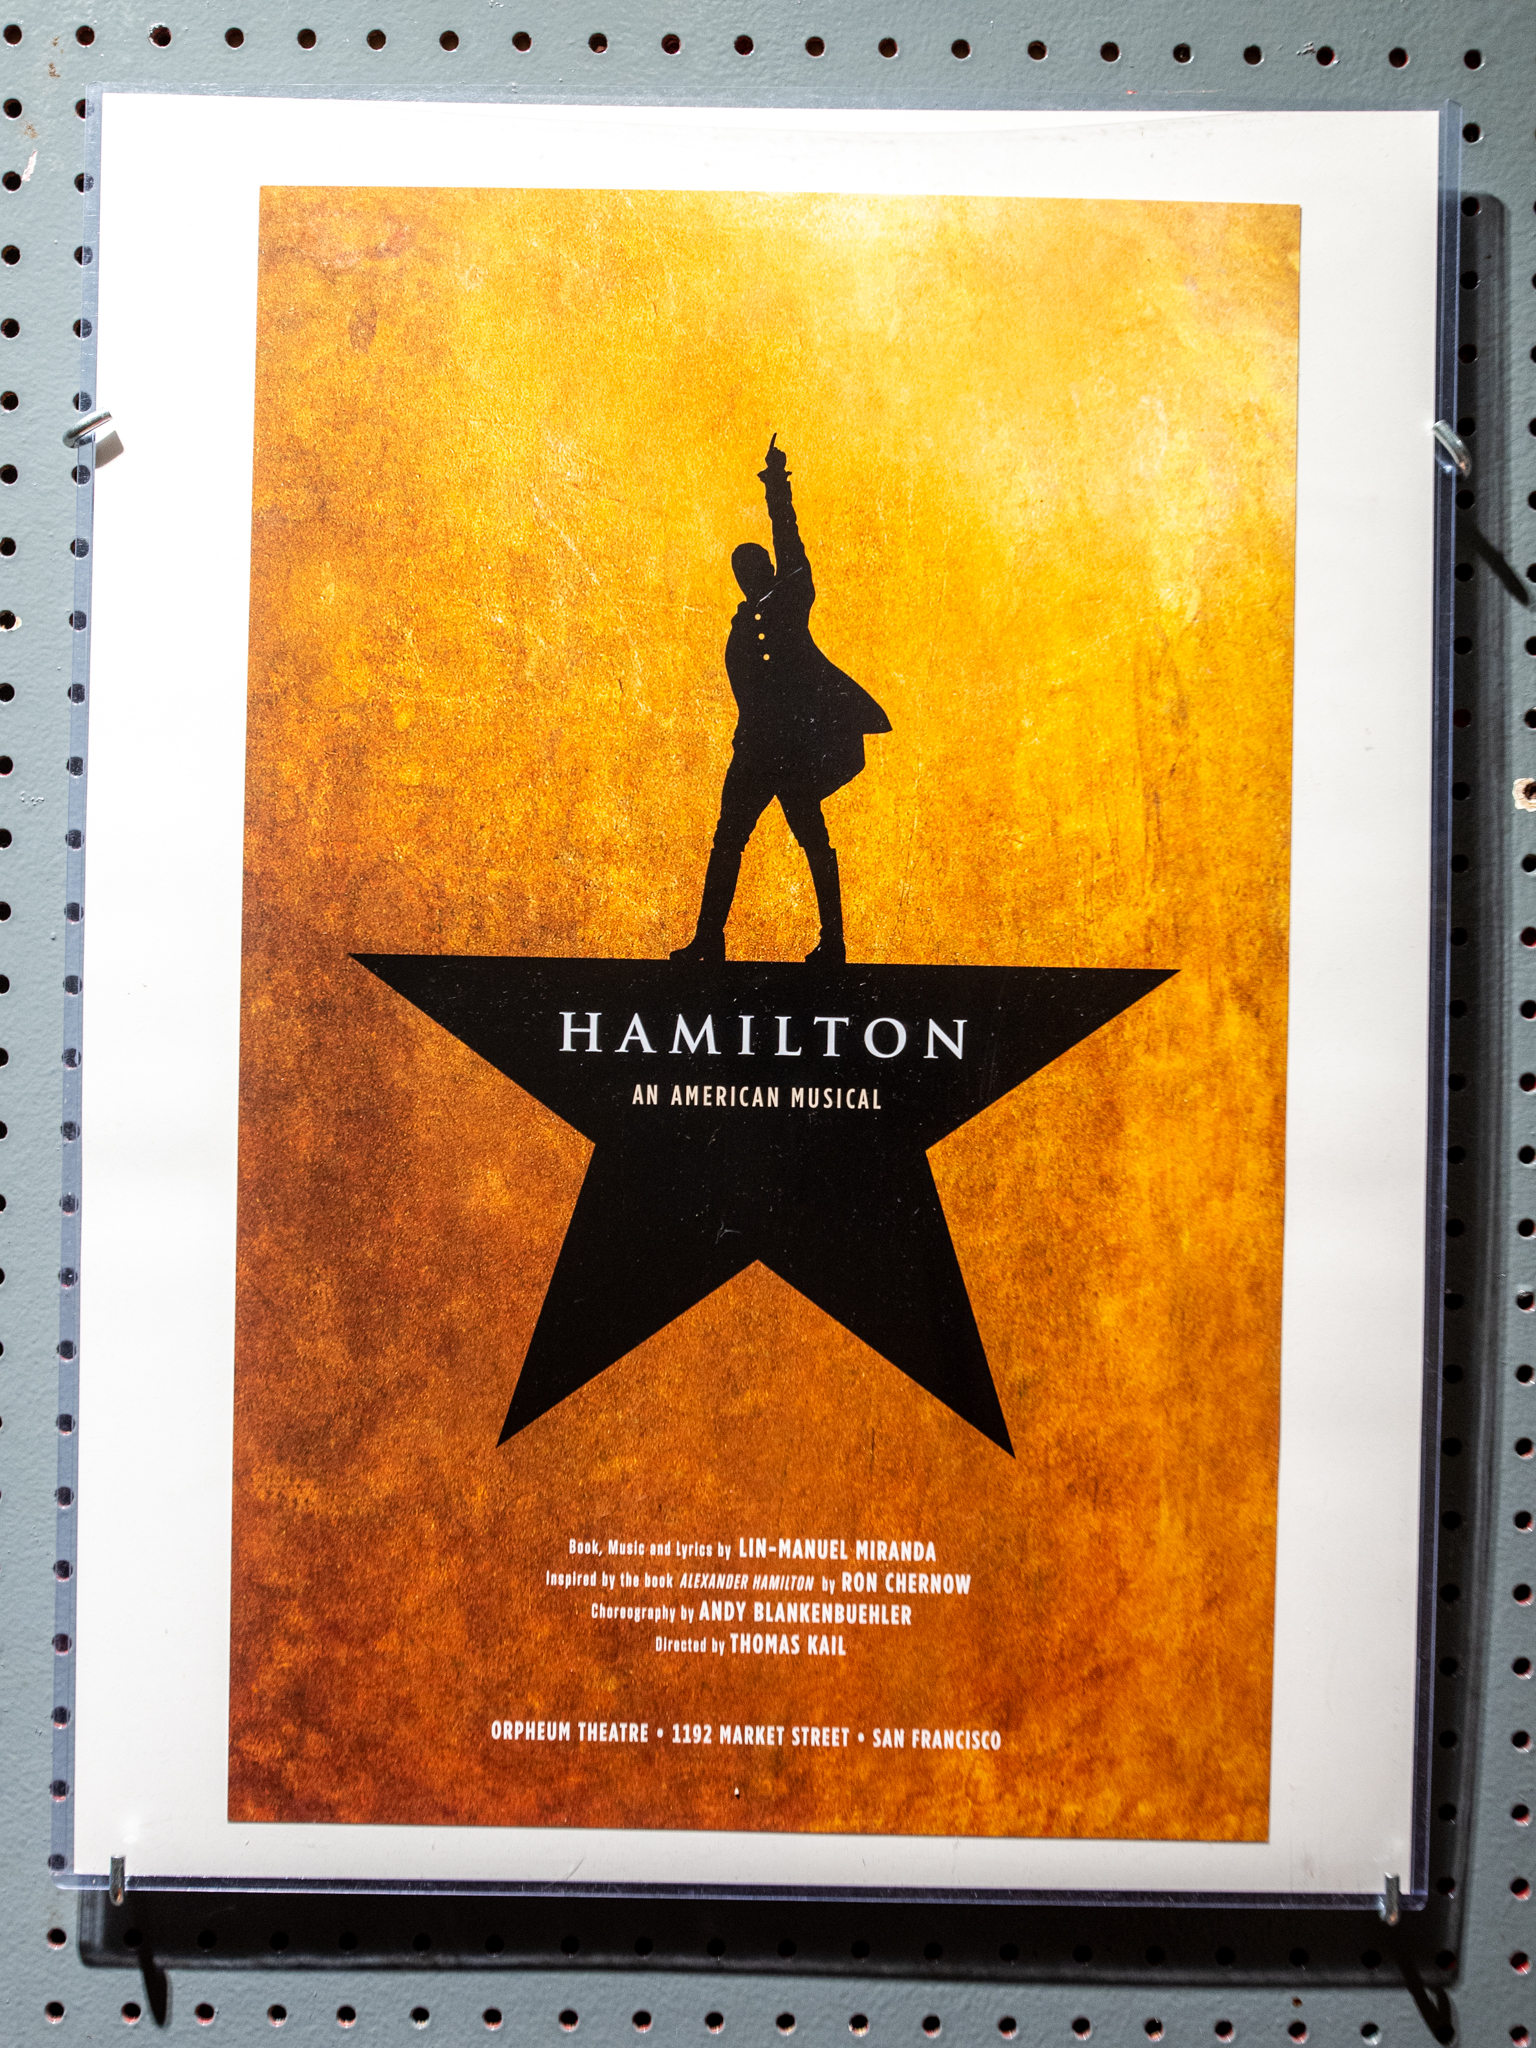 HAMILTON
AN AMERICAN MUSICAL
Book, Music and Lyrics by LIN-MANUEL MIRANDA
Inspired by the book ALEXANDER HAMILTON by RON CHERNOW
Choreography by ANDY BLANKENBUEHLER
Directed by THOMAS KAIL
ORPHEUM THEATRE • 1192 MARKET STREET • SAN FRANCISCO